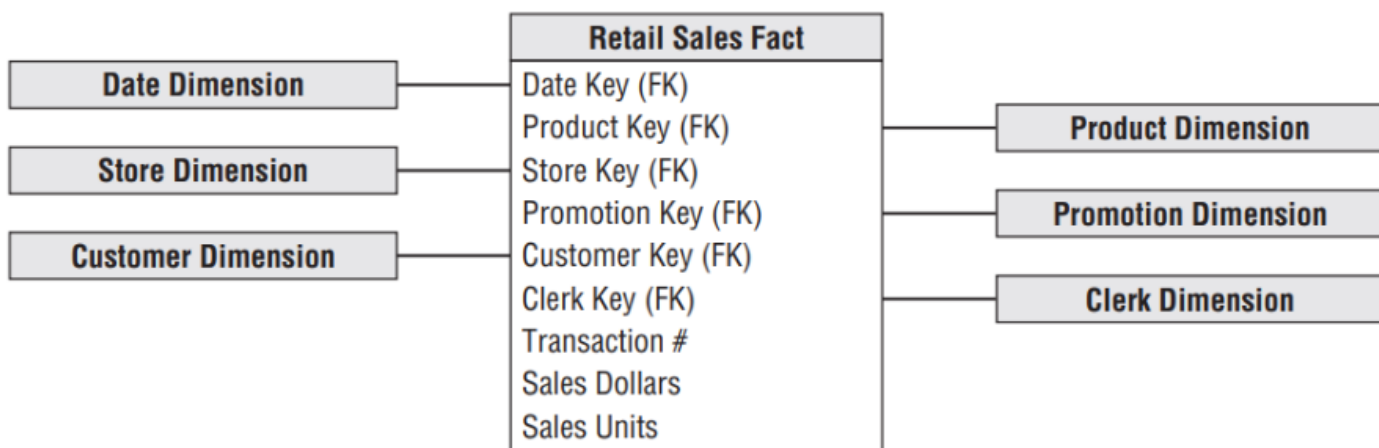 Retail Sales Fact
Date Dimension
Date Key (FK)
Product Key (FK)
Product Dimension
Store Dimension
Store Key (FK)
Promotion Key (FK)
Promotion Dimension
Customer Dimension
Customer Key (FK)
Clerk Key (FK)
Clerk Dimension
Transaction #
Sales Dollars
Sales Units